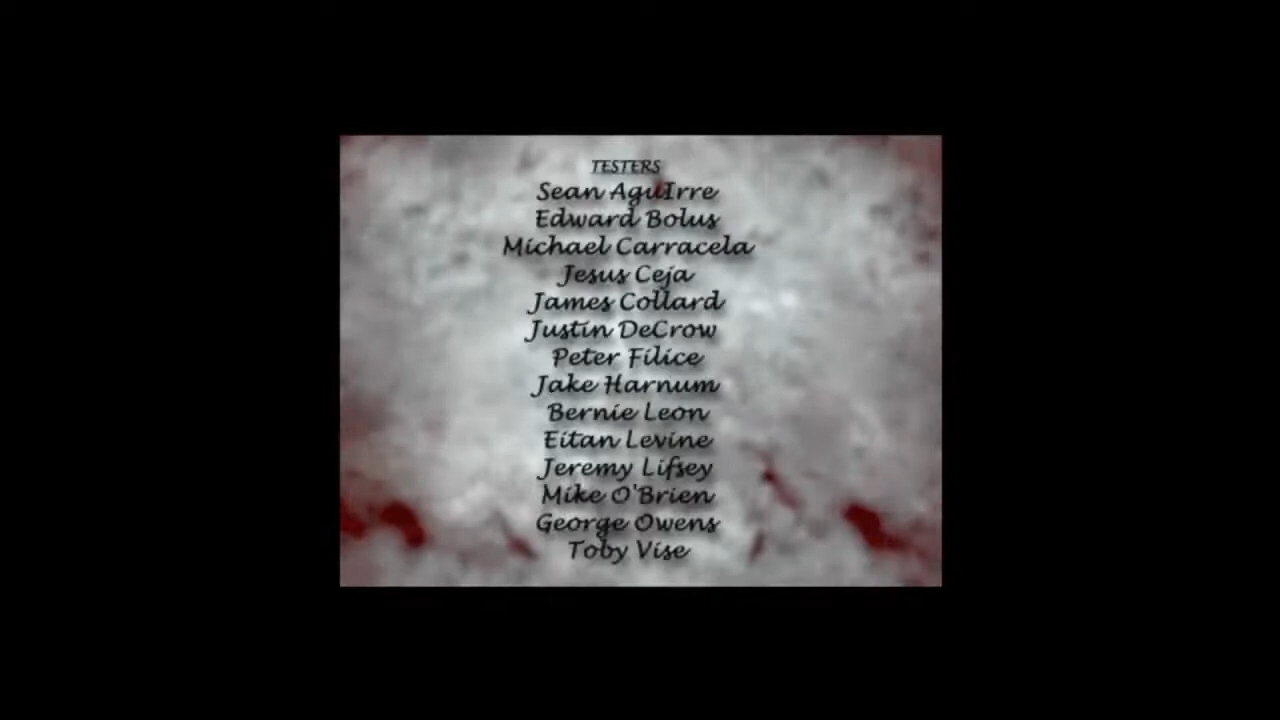 TESTERS
Sean AguIrre
Edward Bolus
Michael Carracela
Jesus Ceja
James Collard
Justin DeCrow
Peter Filice
Jake Harnum
Bernie Leon
Eitan Levine
Jeremy Lifsey
Mike O'Brien
George Owens
Toby Vise